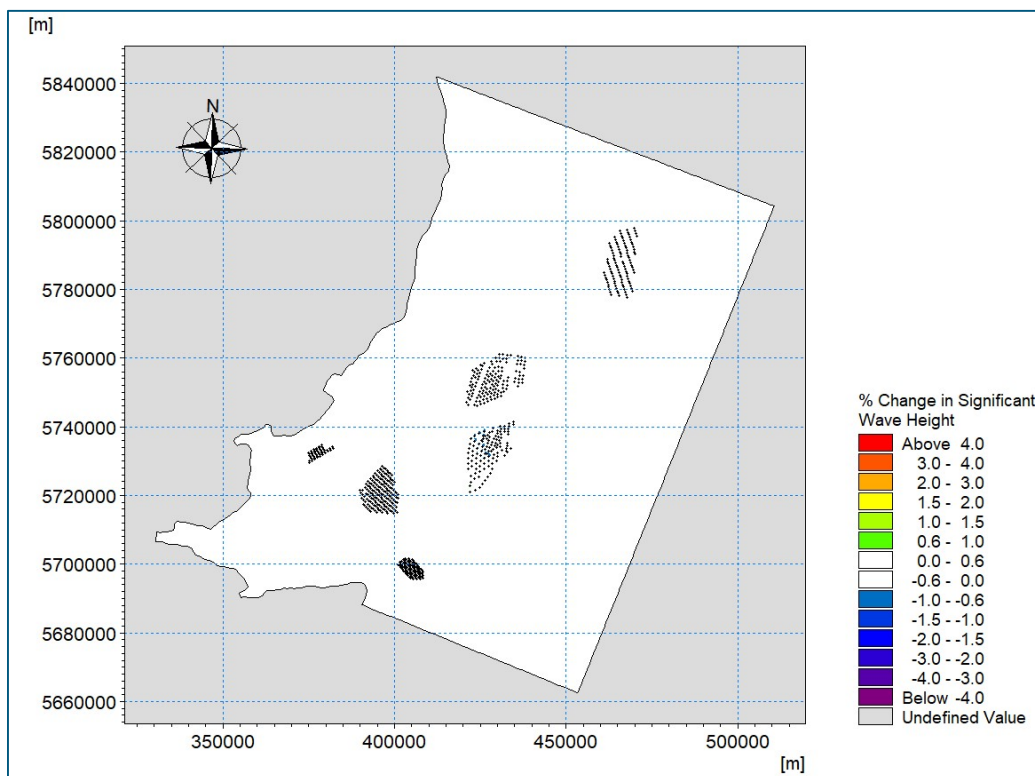 [m]
5840000
5820000
5800000
5780000
5760000
5740000
5720000
5700000
5680000
5660000
N
350000 400000 450000 500000
[m]
% Change in Significant
Wave Height
Above 4.0
3.0 - 4.0
2.0 - 3.0
1.5 - 2.0
1.0 - 1.5
0.6 - 1.0
0.0 - 0.6
-0.6 - 0.0
-1.0 - -0.6
-1.5 - -1.0
-2.0 - -1.5
-3.0 - -2.0
-4.0 - -3.0
Below -4.0
Undefined Value